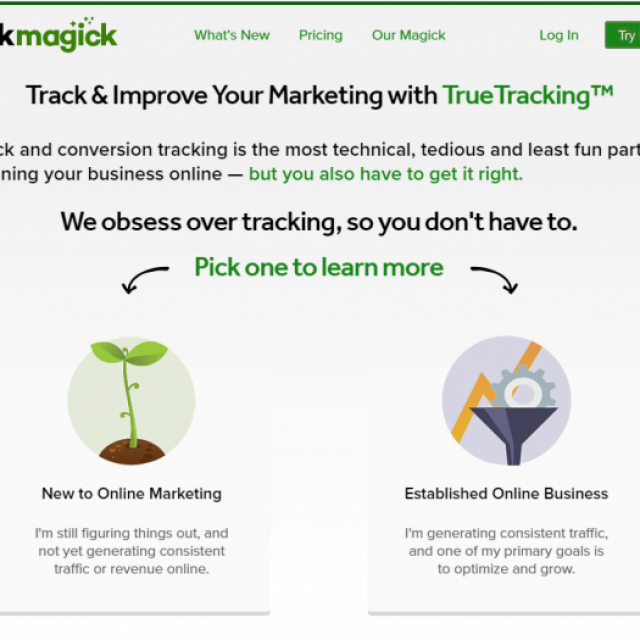 kmagick
What's New Pricing Our Magick Log In Try
Track & Improve Your Marketing with TrueTracking™
ck and conversion tracking is the most technical, tedious and least fun part
ning your business online — but you also have to get it right.
We obsess over tracking, so you don't have to.
Pick one to learn more
New to Online Marketing
I'm still figuring things out, and
not yet generating consistent
traffic or revenue online.
Established Online Business
I'm generating consistent traffic,
and one of my primary goals is
to optimize and grow.